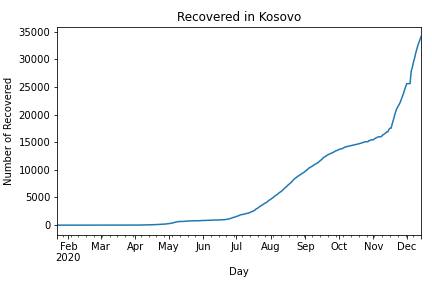 Recovered in Kosovo
Number of Recovered
35000
30000
25000
20000
15000
10000
5000
0
Feb Mar Apr May Jun Jul Aug Sep Oct Nov Dec
2020
Day